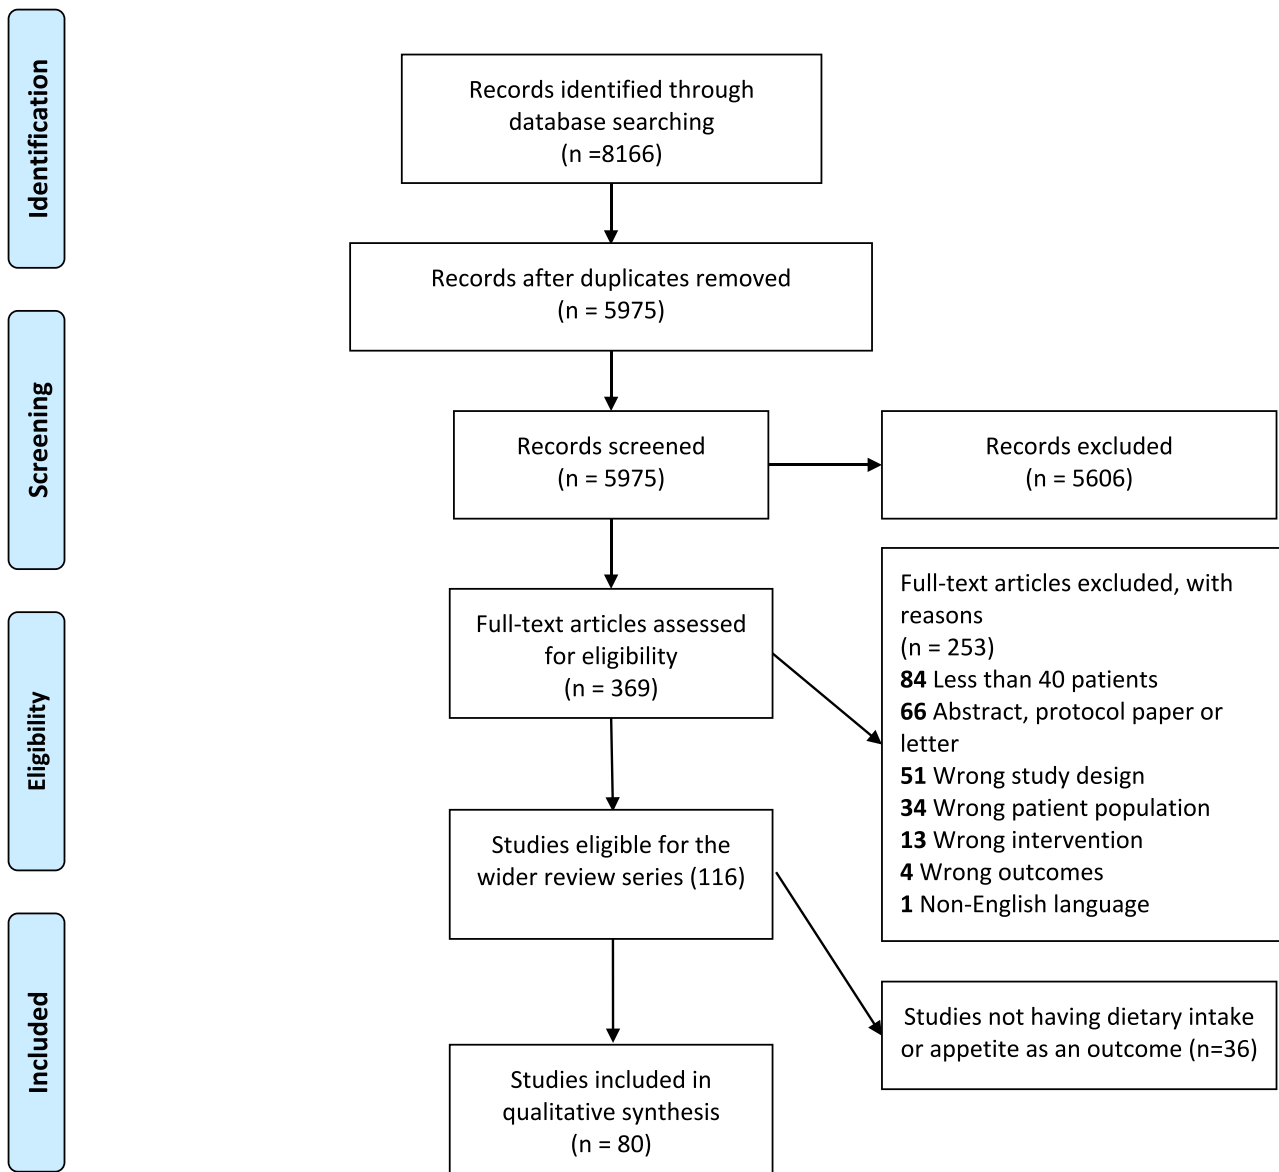 Identification
Records identified through
database searching
(n =8166)
Records after duplicates removed
(n = 5975)
Screening
Records screened
(n = 5975)
Records excluded
(n = 5606)
Eligibility
Full-text articles assessed
for eligibility
(n = 369)
Full-text articles excluded, with
reasons
(n = 253)
84 Less than 40 patients
66 Abstract, protocol paper or
letter
51 Wrong study design
34 Wrong patient population
13 Wrong intervention
4 Wrong outcomes
1 Non-English language
Studies eligible for the
wider review series (116)
Included
Studies not having dietary intake
or appetite as an outcome (n=36)
Studies included in
qualitative synthesis
(n = 80)